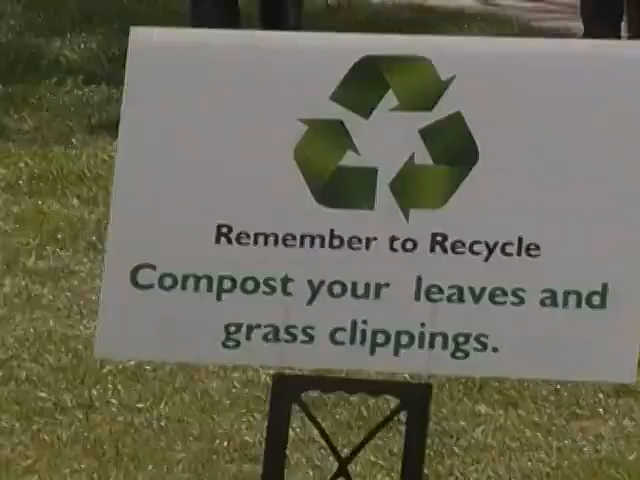 Remember to Recycle
Compost your leaves and
grass clippings.